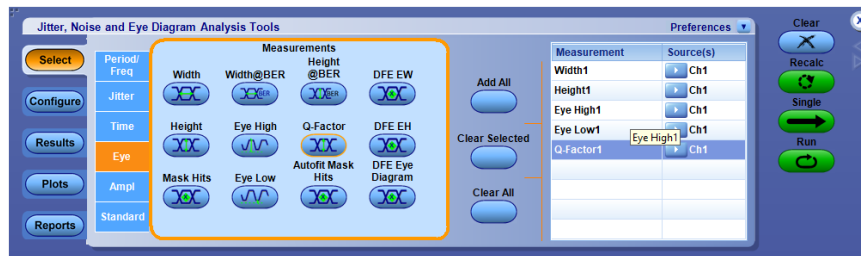 Jitter, Noise and Eye Diagram Analysis Tools
Preferences
Clear
Select
Configure
Results
Plots
Reports
Period/
Freq
Jitter
Time
Eye
Ampl
Standard
Measurements
Width
Width@BER
Height
@BER
DFE EW
BER
BER
Height
Eye High
Q-Factor
DFE EH
Mask Hits
Eye Low
Autofit Mask
Hits
DFE Eye
Diagram
Add All
Clear Selected
Clear All
Measurement
Source(s)
Width1
Ch1
Height1
Ch1
Eye High1
Ch1
Eye Low1
Eye High1
Ch1
Q-Factor1
Ch1
Recalc
Single
Run